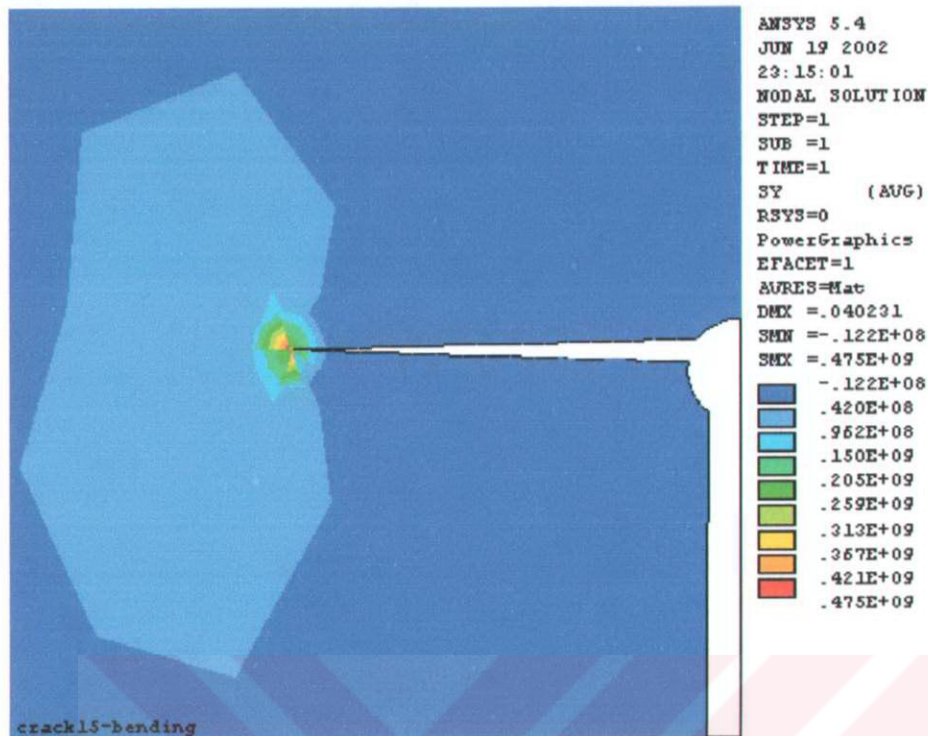 ANSYS 5.4
JUN 19 2002
23:15:01
NODAL SOLUTION
STEP=1
SUB =1
TIME=1
SY (AVG)
RSYS=0
PowerGraphics
EFACET=1
AVRES=Mat
DMX =.040231
SMN =-.122E+08
SMX =.475E+09
-.122E+08
.420E+08
.962E+08
.150E+09
.205E+09
.259E+09
.313E+09
.367E+09
.421E+09
.475E+09
crack15-bending